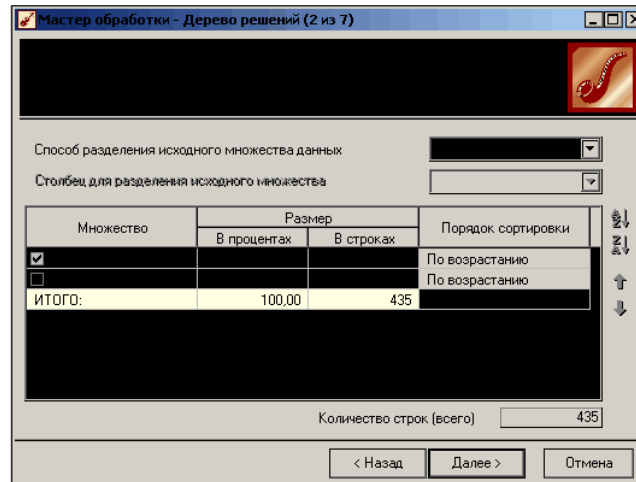 Мастер обработки - Дерево решений (2 из 7)
Способ разделения исходного множества данных
Столбец для разделения исходного множества
Множество Размер Порядок сортировки
В процентах В строках
По возрастанию
По возрастанию
ИТОГО: 100,00 435
Количество строк (всего) 435
< Назад Далее > Отмена